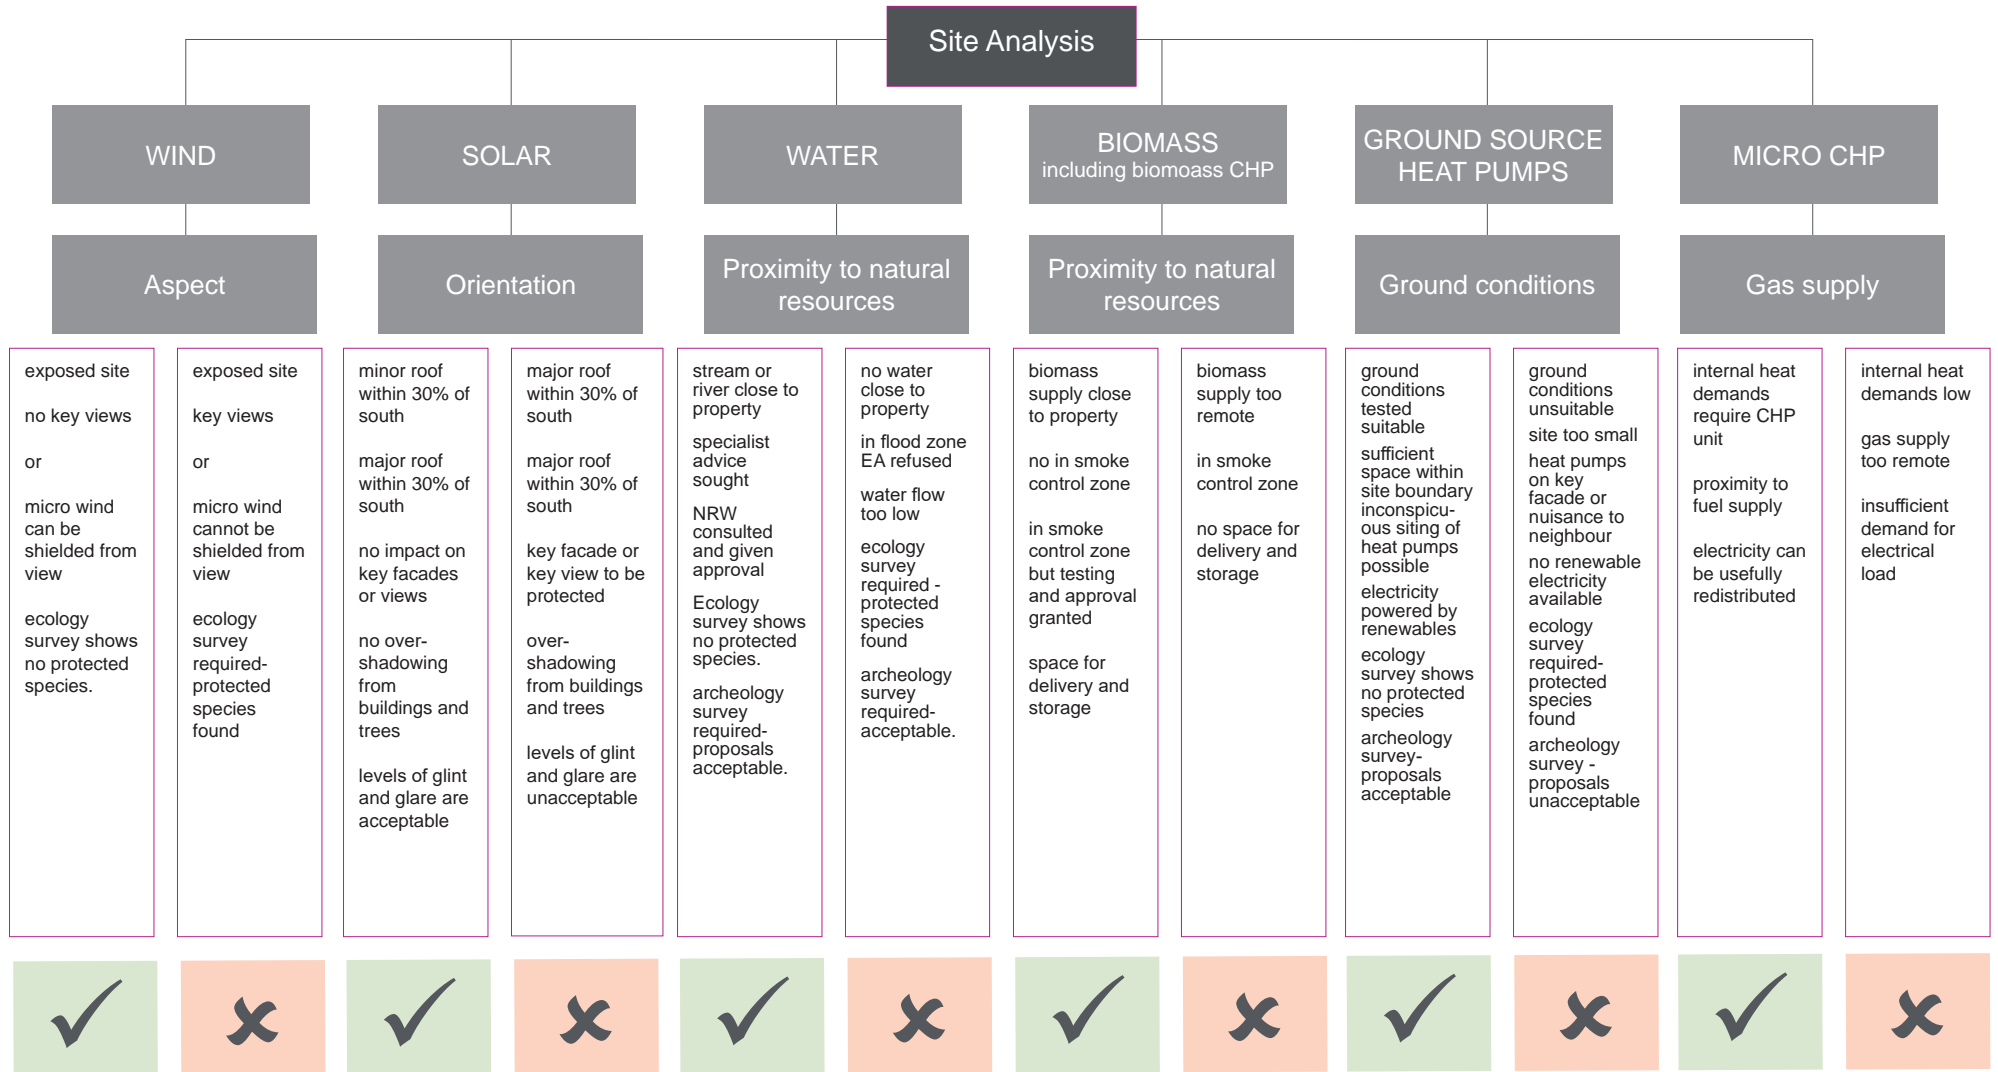 Site Analysis
WIND
SOLAR
WATER
BIOMASS
including biomoass CHP
GROUND SOURCE
HEAT PUMPS
MICRO CHP
Aspect
Orientation
Proximity to natural
resources
Proximity to natural
resources
Ground conditions
Gas supply
exposed site
no key views
or
micro wind
can be
shielded from
view
ecology
survey shows
no protected
species.
exposed site
key views
or
micro wind
cannot be
shielded from
view
ecology
survey
required-
protected
species
found
minor roof
within 30% of
south
major roof
within 30% of
south
no impact on
key facades
or views
no over-
shadowing
from
buildings and
trees
levels of glint
and glare are
acceptable
major roof
within 30% of
south
major roof
within 30% of
south
key facade or
key view to be
protected
over-
shadowing
from buildings
and trees
levels of glint
and glare are
unacceptable
stream or
river close to
property
specialist
advice
sought
NRW
consulted
and given
approval
Ecology
survey shows
no protected
species.
archeology
survey
required-
proposals
acceptable.
no water
close to
property
in flood zone
EA refused
water flow
too low
ecology
survey
required -
protected
species
found
archeology
survey
required-
acceptable.
biomass
supply close
to property
no in smoke
control zone
in smoke
control zone
but testing
and approval
granted
space for
delivery and
storage
biomass
supply too
remote
in smoke
control zone
no space for
delivery and
storage
ground
conditions
tested
suitable
sufficient
space within
site boundary
inconspicu-
ous siting of
heat pumps
possible
electricity
powered by
renewables
ecology
survey shows
no protected
species
archeology
survey-
proposals
acceptable
ground
conditions
unsuitable
site too small
heat pumps
on key
facade or
nuisance to
neighbour
no renewable
electricity
available
ecology
survey
required-
protected
species
found
archeology
survey -
proposals
unacceptable
internal heat
demands
require CHP
unit
proximity to
fuel supply
electricity can
be usefully
redistributed
internal heat
demands low
gas supply
too remote
insufficient
demand for
electrical
load